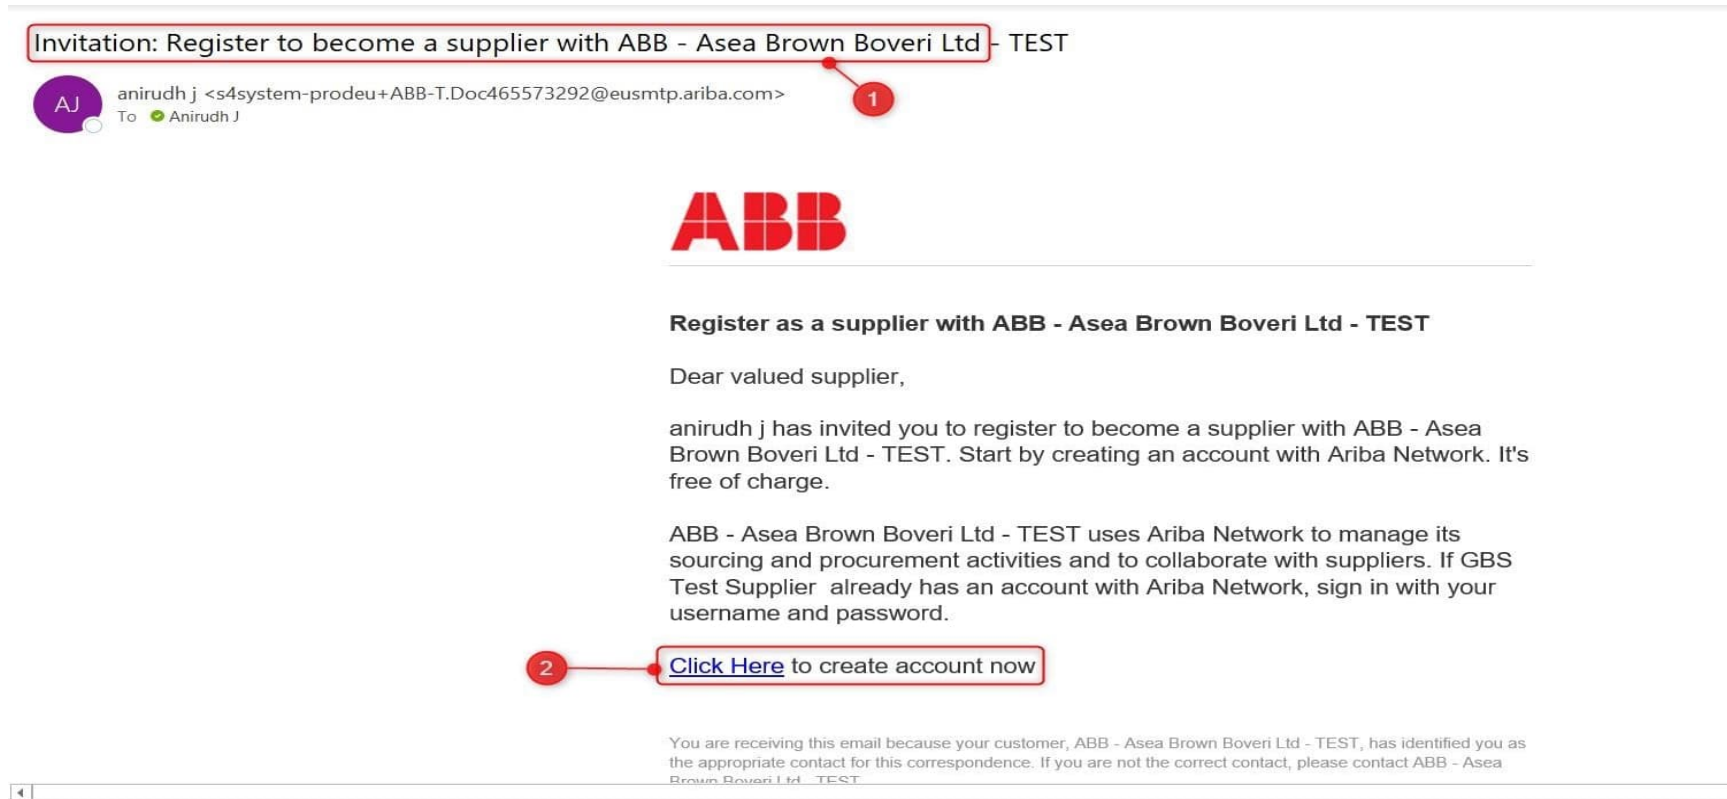 Invitation: Register to become a supplier with ABB - Asea Brown Boveri Ltd - TEST
AJ
anirudh j <s4system-prodeu+ABB-T.Doc465573292@eusmtp.ariba.com>
1
To Anirudh J
ABB
Register as a supplier with ABB - Asea Brown Boveri Ltd - TEST
Dear valued supplier,
anirudh j has invited you to register to become a supplier with ABB - Asea
Brown Boveri Ltd - TEST. Start by creating an account with Ariba Network. It's
free of charge.
ABB - Asea Brown Boveri Ltd - TEST uses Ariba Network to manage its
sourcing and procurement activities and to collaborate with suppliers. If GBS
Test Supplier already has an account with Ariba Network, sign in with your
username and password.
2
Click Here to create account now
You are receiving this email because your customer, ABB - Asea Brown Boveri Ltd - TEST, has identified you as
the appropriate contact for this correspondence. If you are not the correct contact, please contact ABB - Asea
Brown Boveri Ltd - TEST